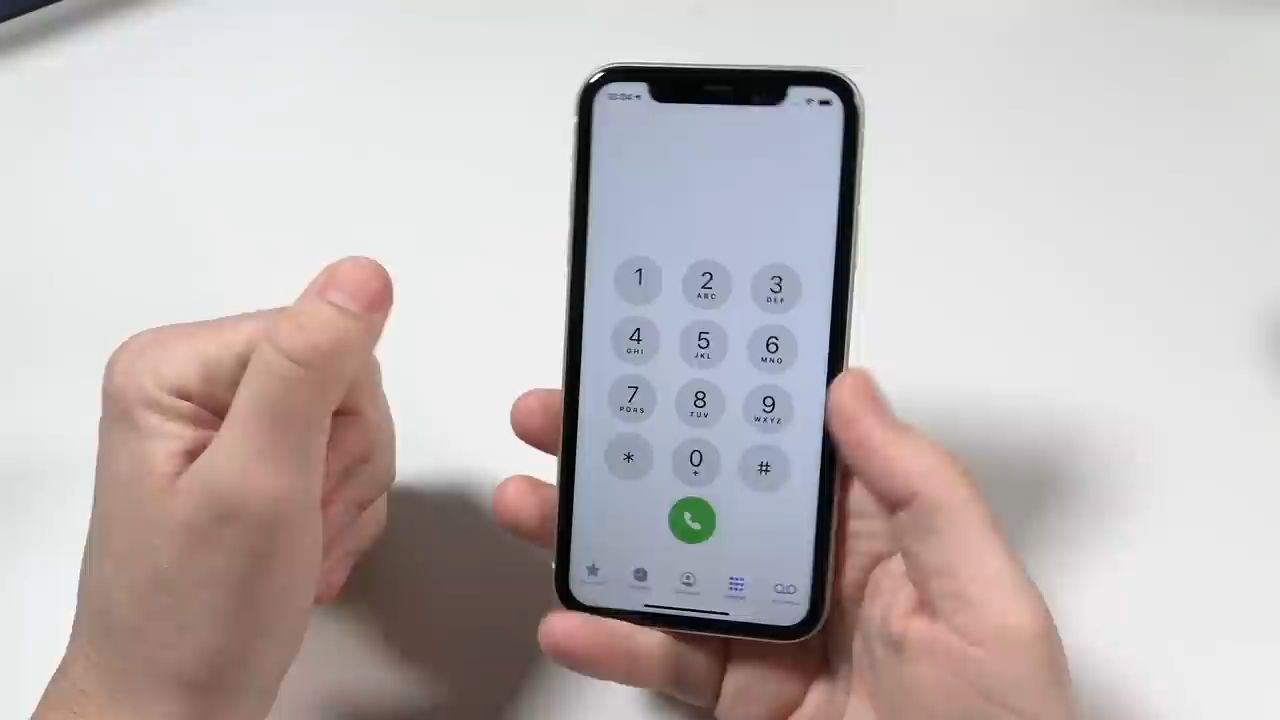 1 2 3
ABC DEF
4 5 6
GHI JKL MNO
7 8 9
PQRS TUV WXYZ
* 0 #
+